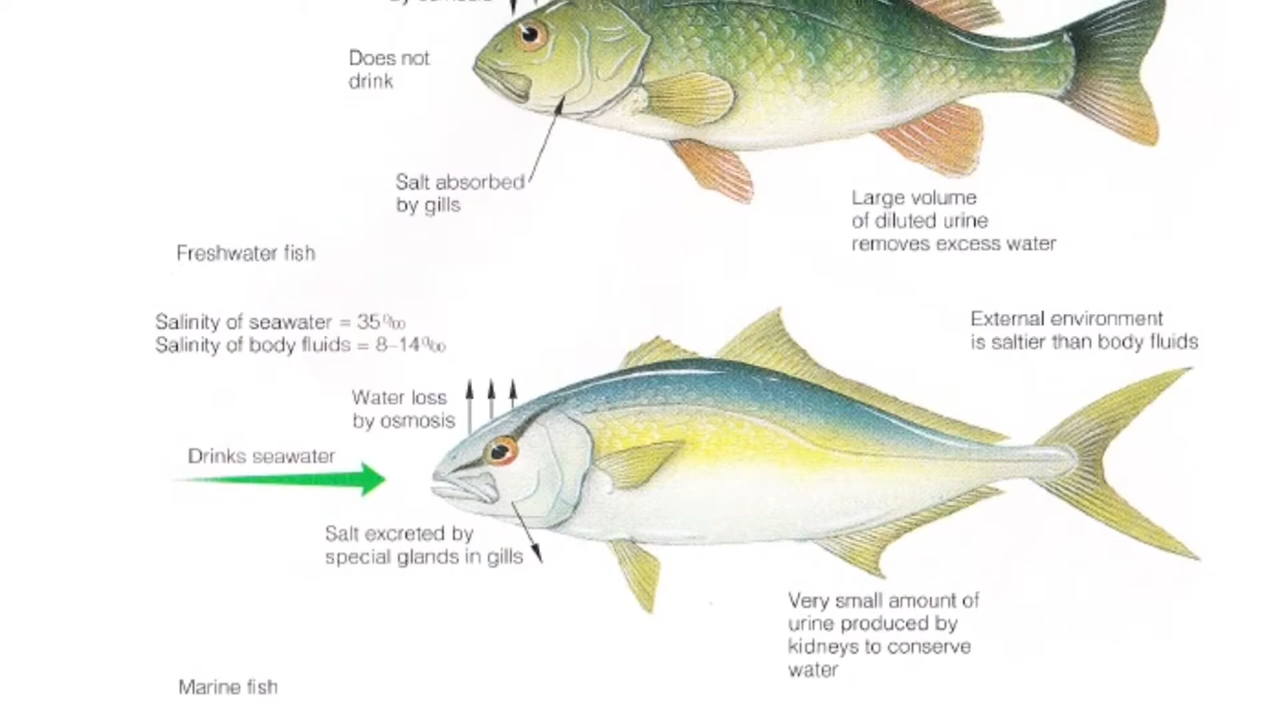 by osmosis
Does not
drink
Salt absorbed
by gills
Large volume
of diluted urine
removes excess water
Freshwater fish
Salinity of seawater = 35‰
Salinity of body fluids = 8–14‰
External environment
is saltier than body fluids
Water loss
by osmosis
Drinks seawater
Salt excreted by
special glands in gills
Very small amount of
urine produced by
kidneys to conserve
water
Marine fish